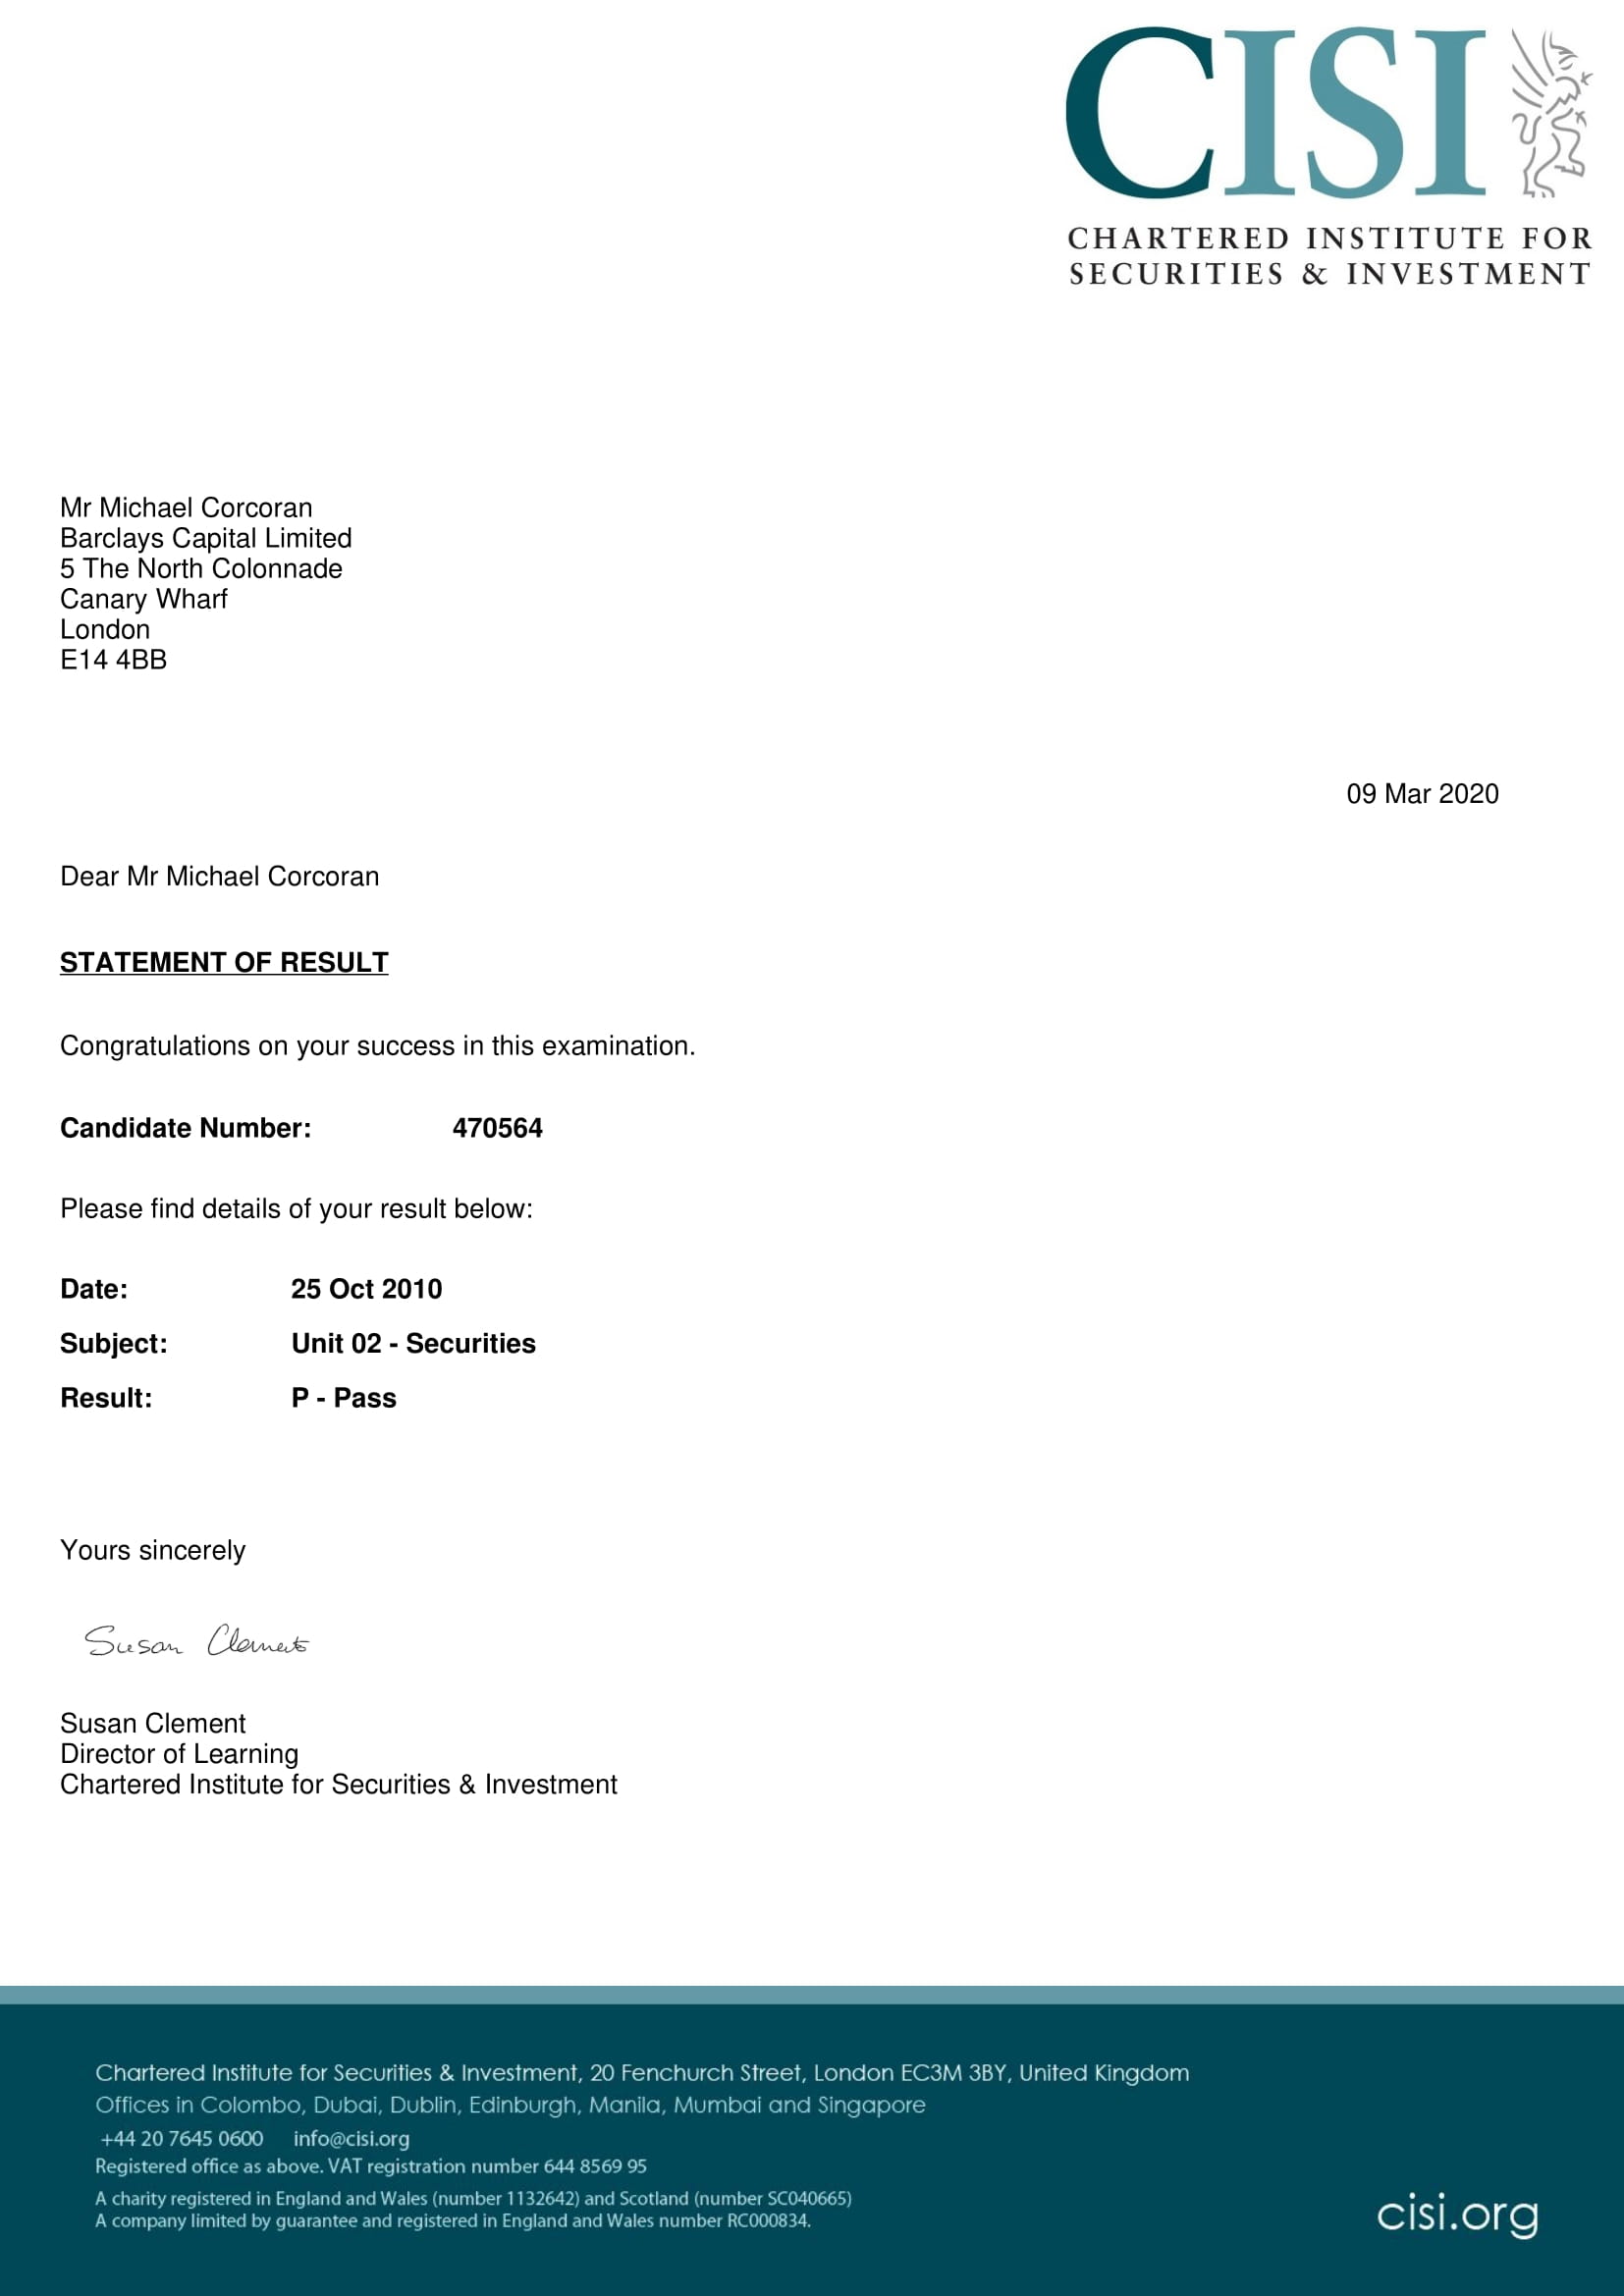 CISI
CHARTERED INSTITUTE FOR
SECURITIES & INVESTMENT
Mr Michael Corcoran
Barclays Capital Limited
5 The North Colonnade
Canary Wharf
London
E14 4BB
09 Mar 2020
Dear Mr Michael Corcoran
STATEMENT OF RESULT
Congratulations on your success in this examination.
Candidate Number: 470564
Please find details of your result below:
Date: 25 Oct 2010
Subject: Unit 02 - Securities
Result: P - Pass
Yours sincerely
Susan Clement
Susan Clement
Director of Learning
Chartered Institute for Securities & Investment
Chartered Institute for Securities & Investment, 20 Fenchurch Street, London EC3M 3BY, United Kingdom
Offices in Colombo, Dubai, Dublin, Edinburgh, Manila, Mumbai and Singapore
+44 20 7645 0600 info@cisi.org
Registered office as above. VAT registration number 644 8569 95
A charity registered in England and Wales (number 1132642) and Scotland (number SC040665)
A company limited by guarantee and registered in England and Wales number RC000834.
cisi.org